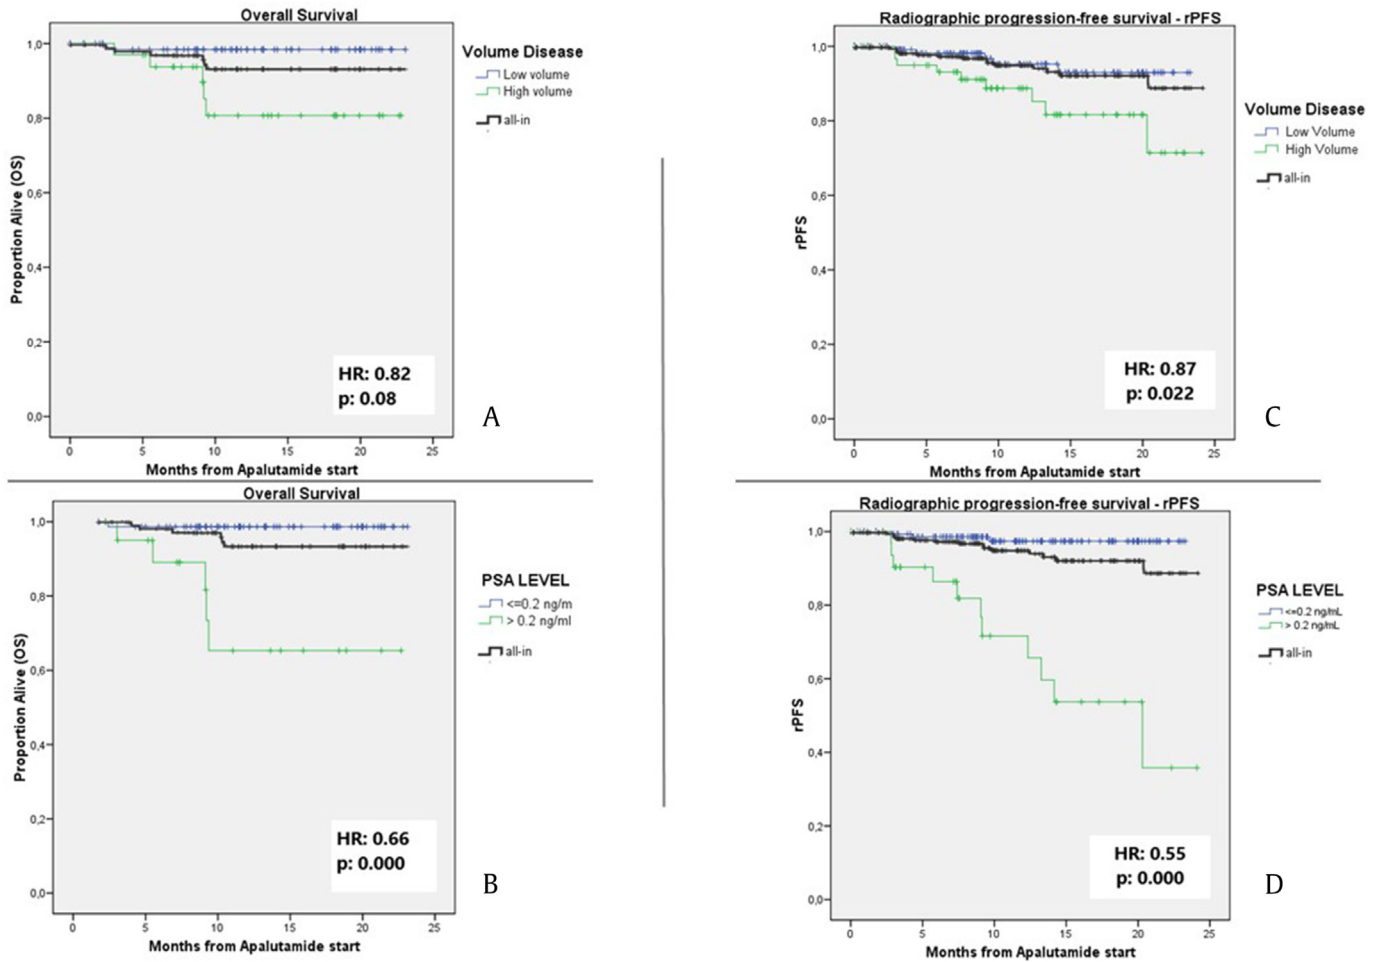 Overall Survival
1,0
0,8
0,6
0,4
0,2
0,0
Proportion Alive (OS)
0 5 10 15 20 25
Months from Apalutamide start
Volume Disease
Low volume
High volume
all-in
HR: 0.82
p: 0.08
A
Overall Survival
1,0
0,8
0,6
0,4
0,2
0,0
Proportion Alive (OS)
0 5 10 15 20 25
Months from Apalutamide start
PSA LEVEL
<=0.2 ng/m
> 0.2 ng/ml
all-in
HR: 0.66
p: 0.000
B
Radiographic progression-free survival - rPFS
1,0
0,8
0,6
0,4
0,2
0,0
rPFS
0 5 10 15 20 25
Months from Apalutamide start
Volume Disease
Low Volume
High Volume
all-in
HR: 0.87
p: 0.022
C
Radiographic progression-free survival - rPFS
1,0
0,8
0,6
0,4
0,2
0,0
rPFS
0 5 10 15 20 25
Months from Apalutamide start
PSA LEVEL
<=0.2 ng/mL
> 0.2 ng/mL
all-in
HR: 0.55
p: 0.000
D